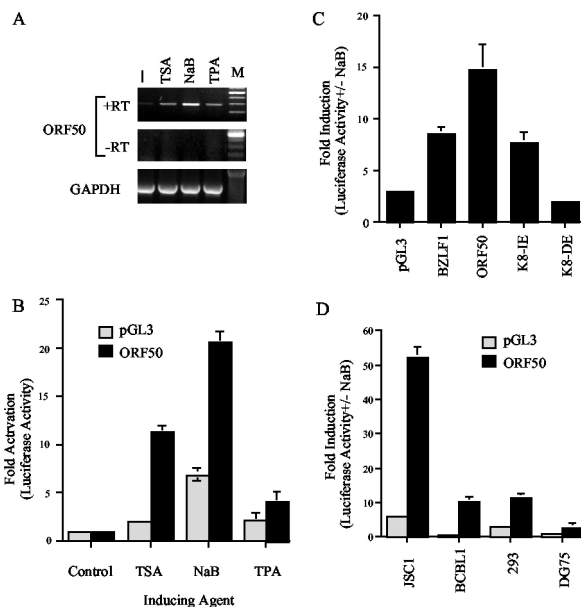 A
– TSA NaB TPA M
ORF50
+RT
-RT
GAPDH
B
pGL3
ORF50
Fold Actrvation
(Luciferase Activity)
25
20
15
10
5
0
Control TSA NaB TPA
Inducing Agent
C
Fold Induction
(Luciferase Activity+/- NaB)
20
15
10
5
0
pGL3 BZLF1 ORF50 K8-IE K8-DE
D
pGL3
ORF50
Fold Induction
(Luciferase Activity+/- NaB)
60
50
40
30
20
10
0
JSC1 BCBL1 293 DG75